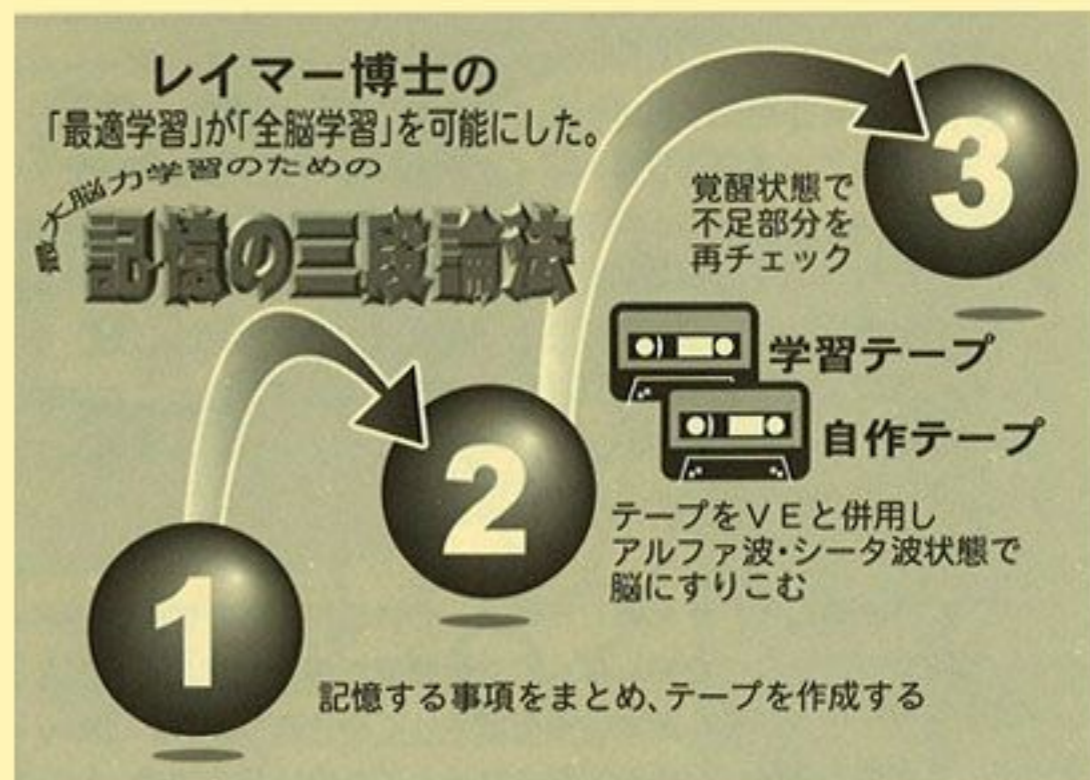 レイマー博士の
「最適学習」が「全脳学習」を可能にした。
最大脳力学習のための
記憶の三段論法
3
覚醒状態で
不足部分を
再チェック
学習テープ
自作テープ
2
テープをVEと併用し
アルファ波・シータ波状態で
脳にすりこむ
1
記憶する事項をまとめ、テープを作成する